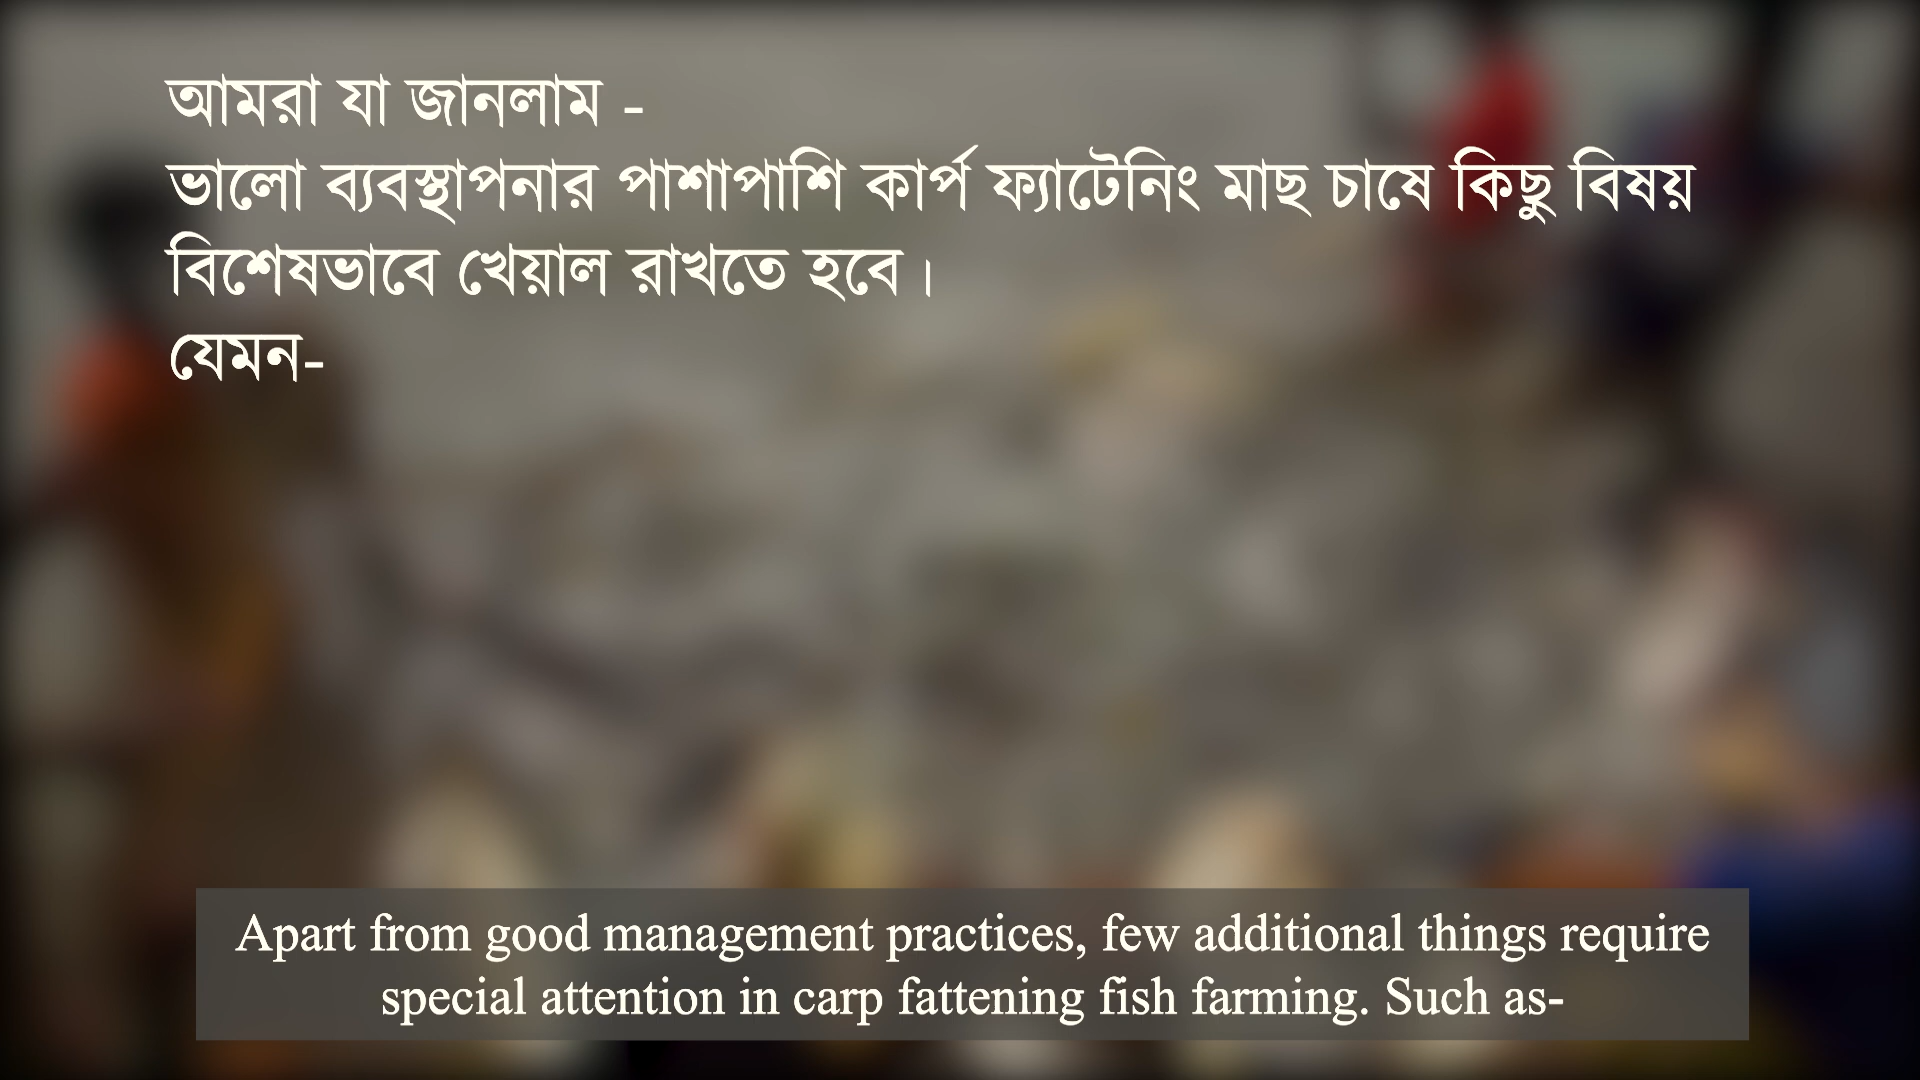 আমরা যা জানলাম -
ভালো ব্যবস্থাপনার পাশাপাশি কার্প ফ্যাটেনিং মাছ চাষে কিছু বিষয়
বিশেষভাবে খেয়াল রাখতে হবে।
যেমন-
Apart from good management practices, few additional things require
special attention in carp fattening fish farming. Such as-